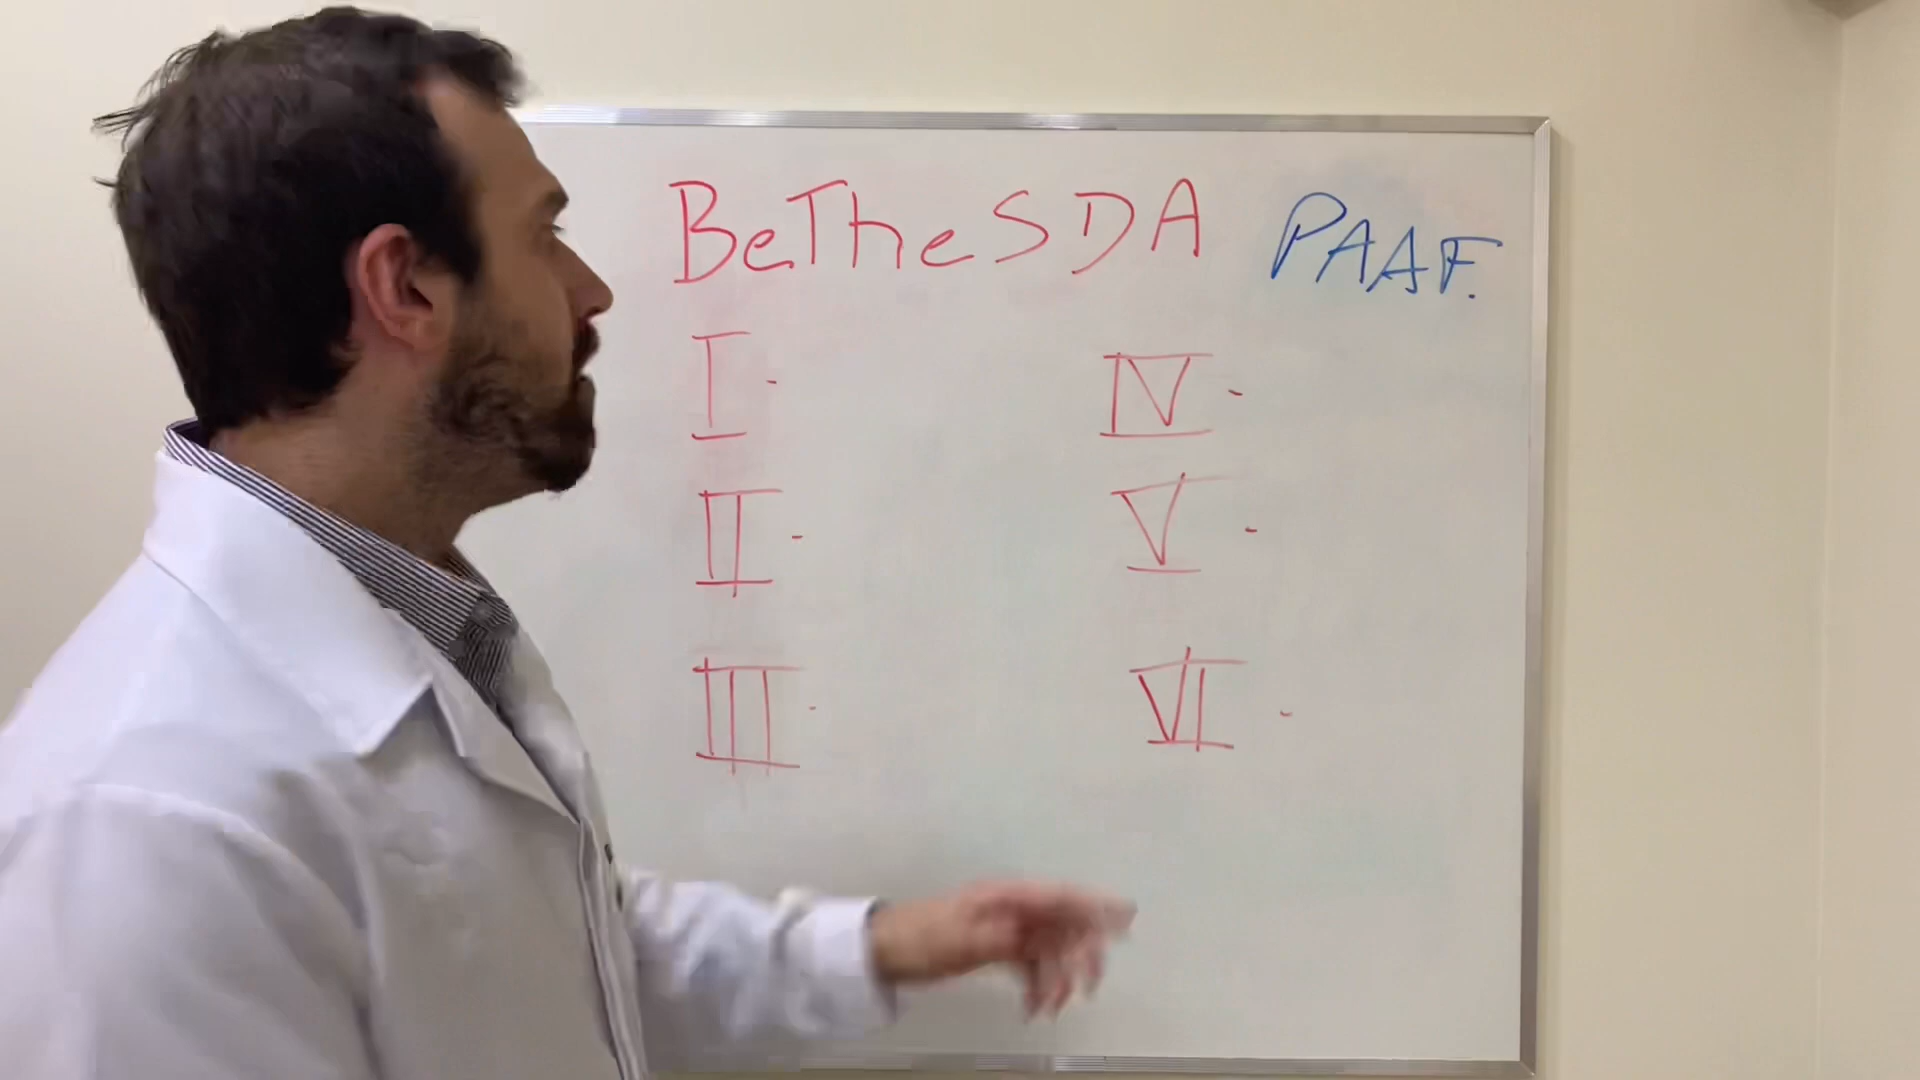 BeTheSDA PAAF.
I -
II -
III -
IV -
V -
VI -